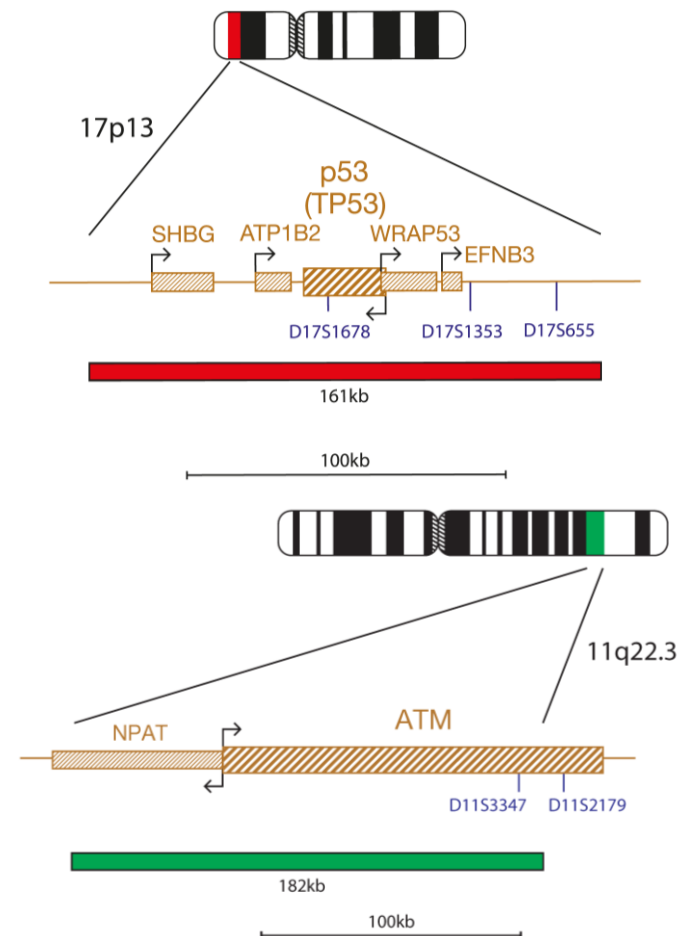 17p13
p53
(TP53)
SHBG
ATP1B2
WRAP53
EFNB3
D17S1678
D17S1353
D17S655
161kb
100kb
11q22.3
NPAT
ATM
D11S3347
D11S2179
182kb
100kb